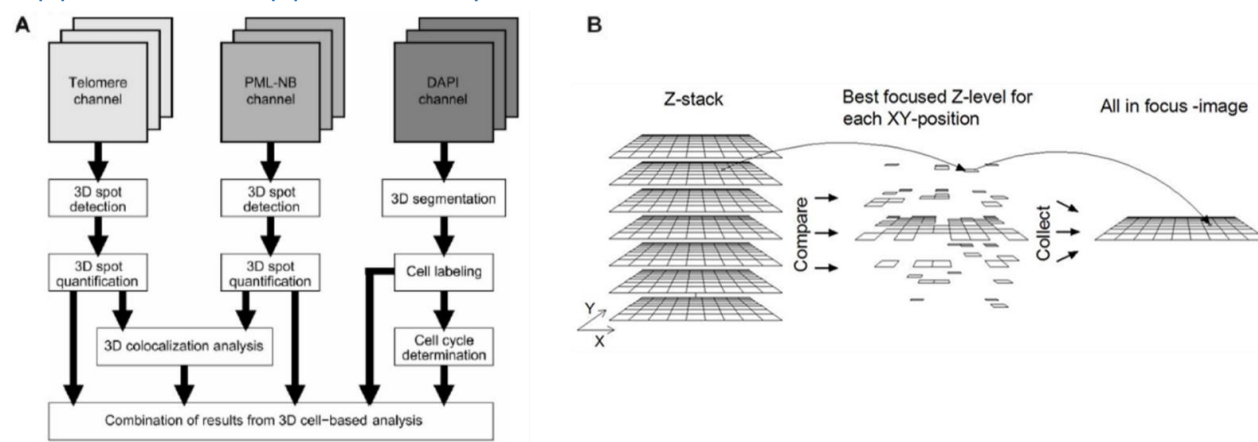 A
Telomere
channel
PML-NB
channel
DAPI
channel
3D spot
detection
3D spot
detection
3D segmentation
3D spot
quantification
3D spot
quantification
Cell labeling
3D colocalization analysis
Cell cycle
determination
Combination of results from 3D cell-based analysis
B
Z-stack
Best focused Z-level for
each XY-position
All in focus -image
Compare
Collect
Y
X